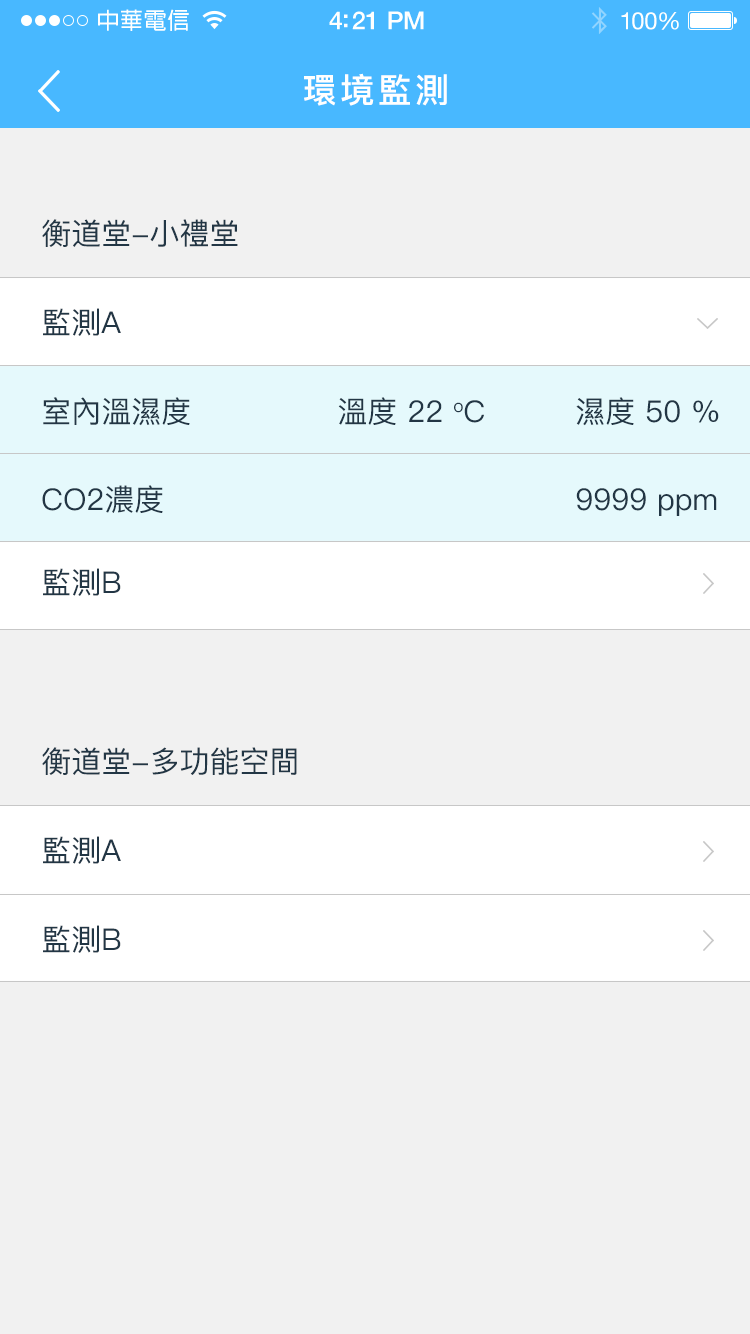 中華電信 4:21 PM 100%
環境監測
衡道堂–小禮堂
監測A
室內溫濕度 溫度 22 ºC 濕度 50 %
CO2濃度 9999 ppm
監測B
衡道堂–多功能空間
監測A
監測B